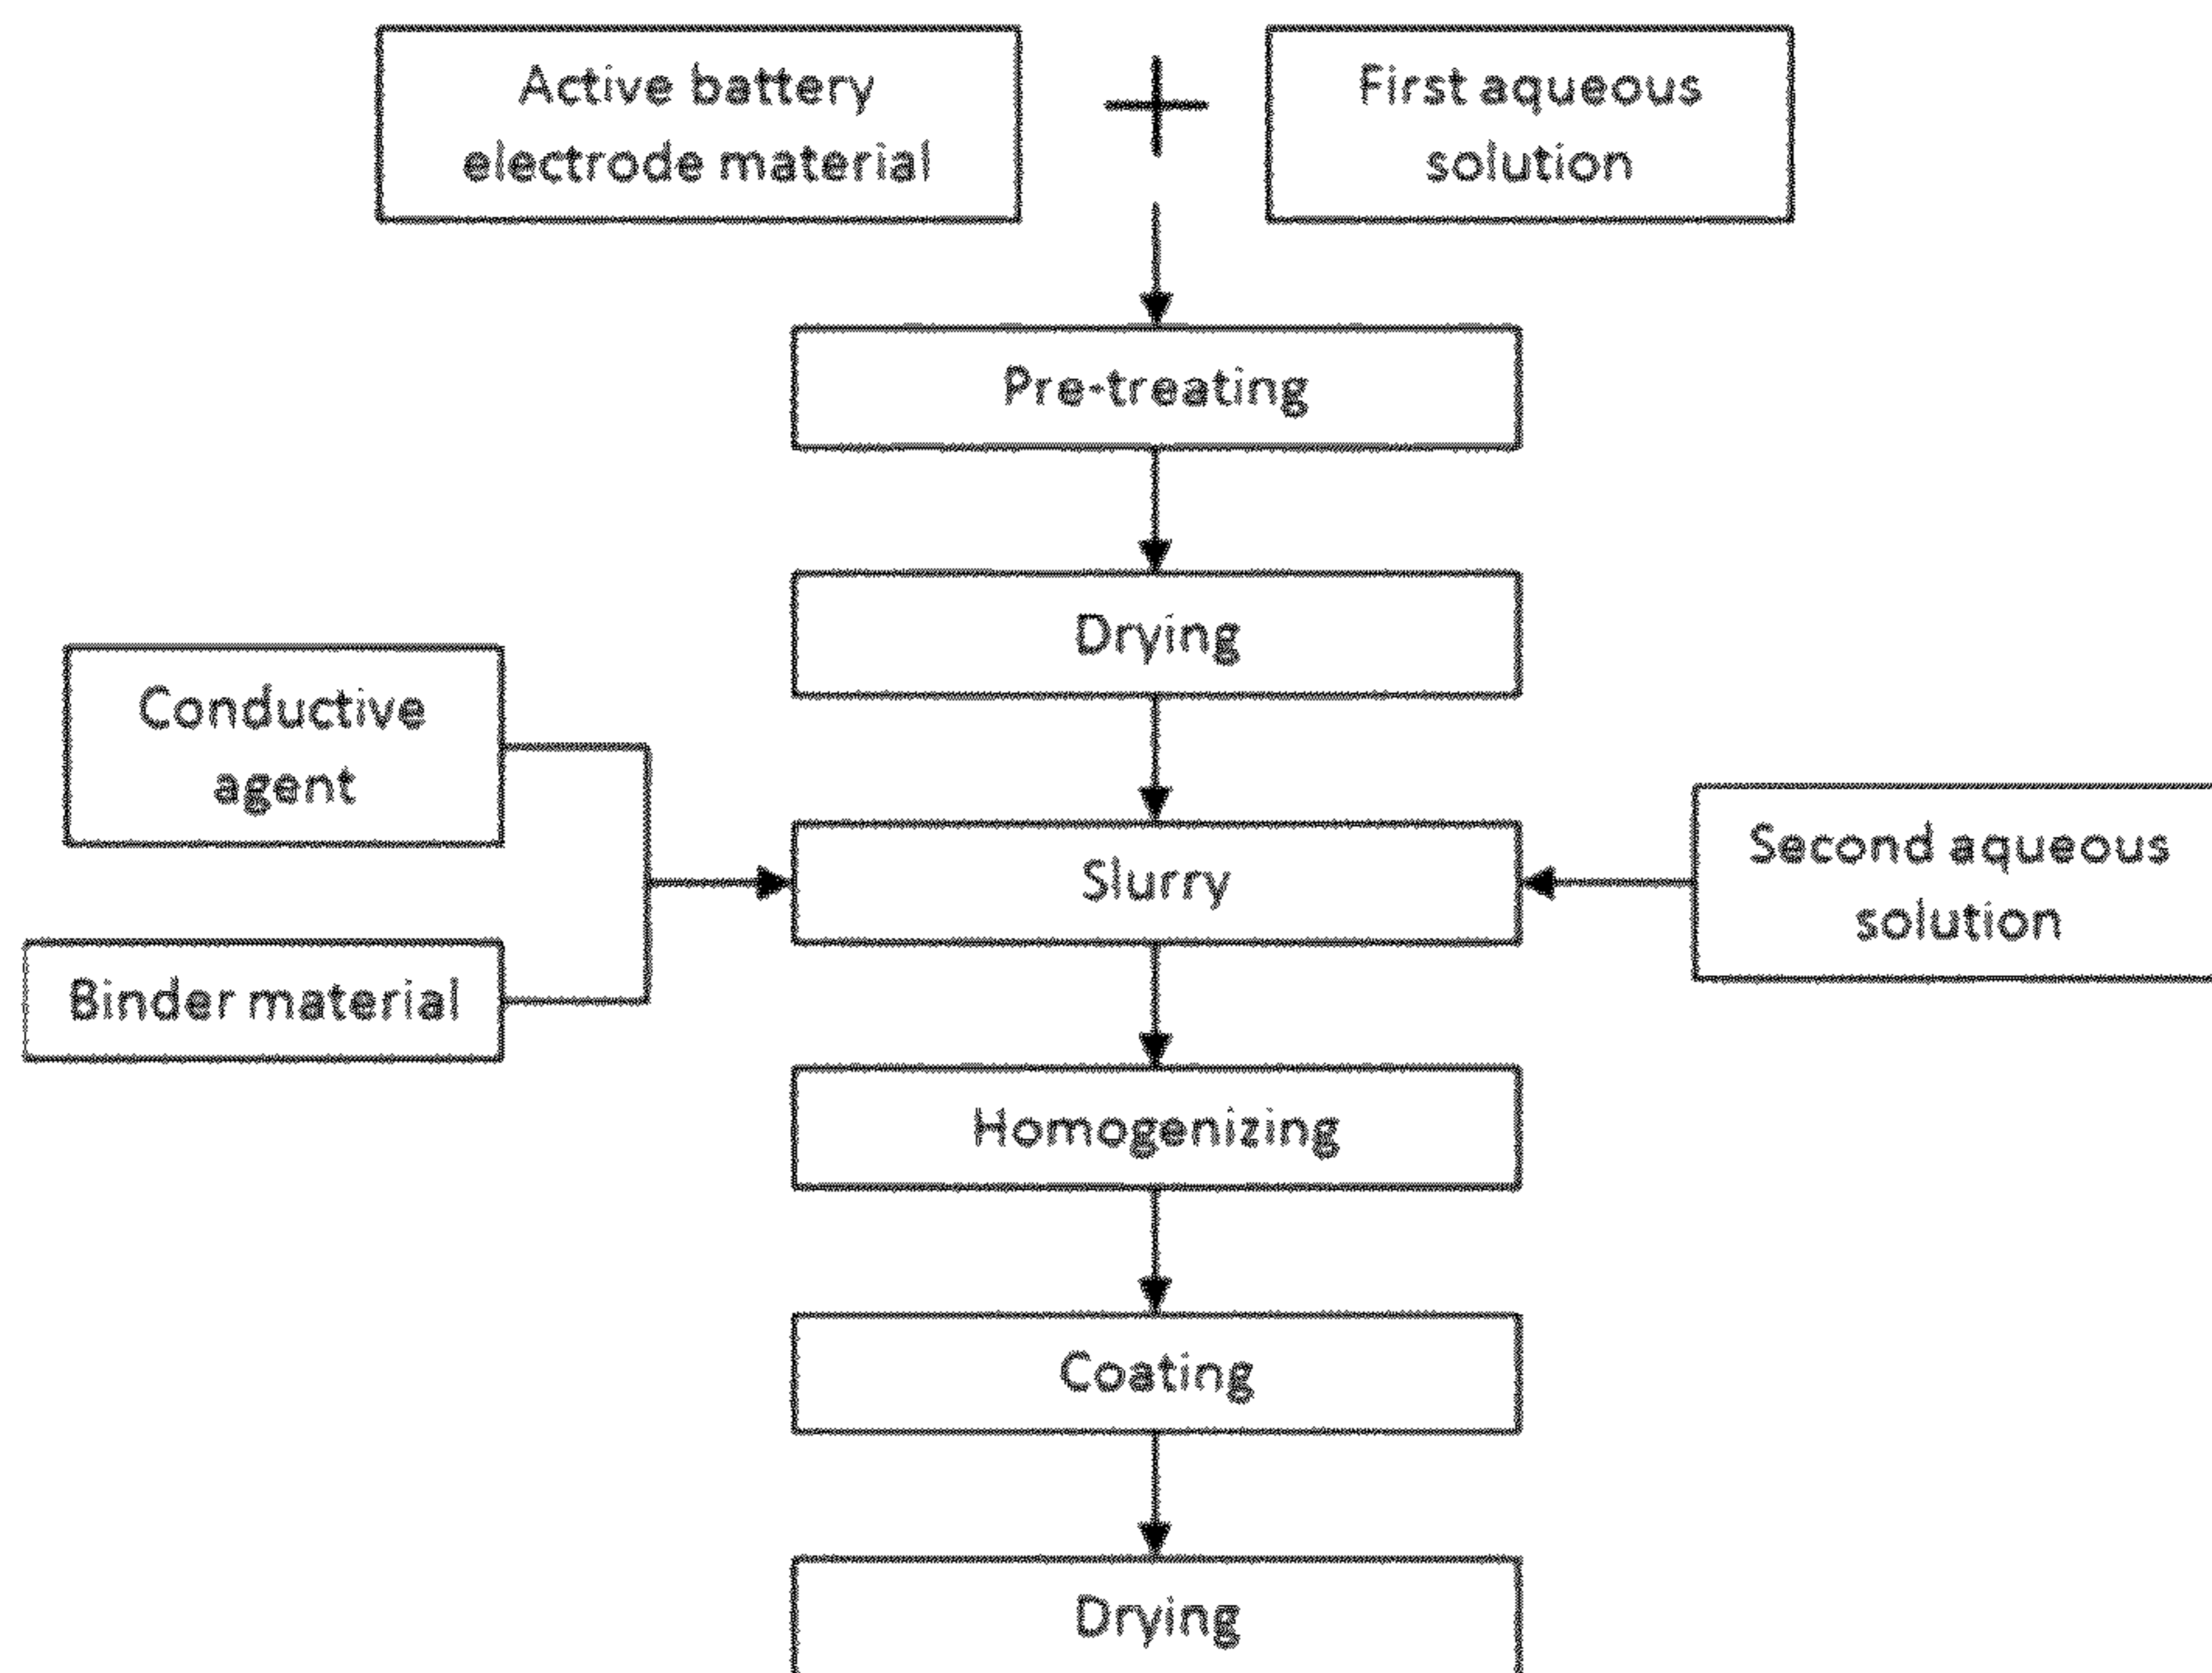 Active battery
electrode material
+
First aqueous
solution
Pre-treating
Drying
Conductive
agent
Binder material
Slurry
Second aqueous
solution
Homogenizing
Coating
Drying